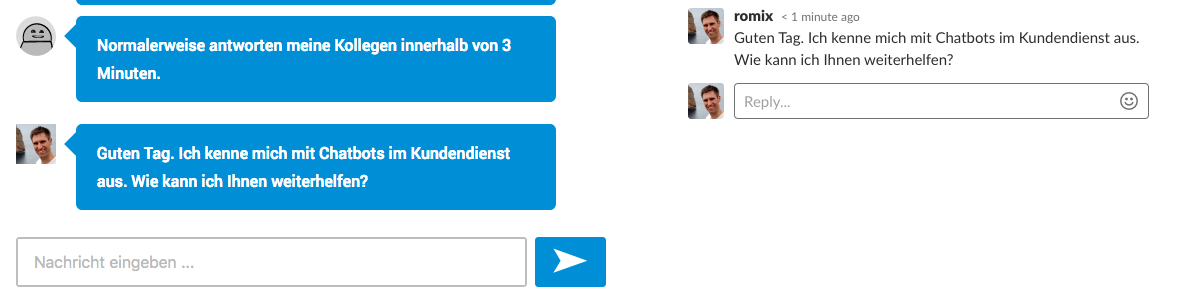 Normalerweise antworten meine Kollegen innerhalb von 3
Minuten.
Guten Tag. Ich kenne mich mit Chatbots im Kundendienst
aus. Wie kann ich Ihnen weiterhelfen?
Nachricht eingeben ...
romix < 1 minute ago
Guten Tag. Ich kenne mich mit Chatbots im Kundendienst aus.
Wie kann ich Ihnen weiterhelfen?
Reply...